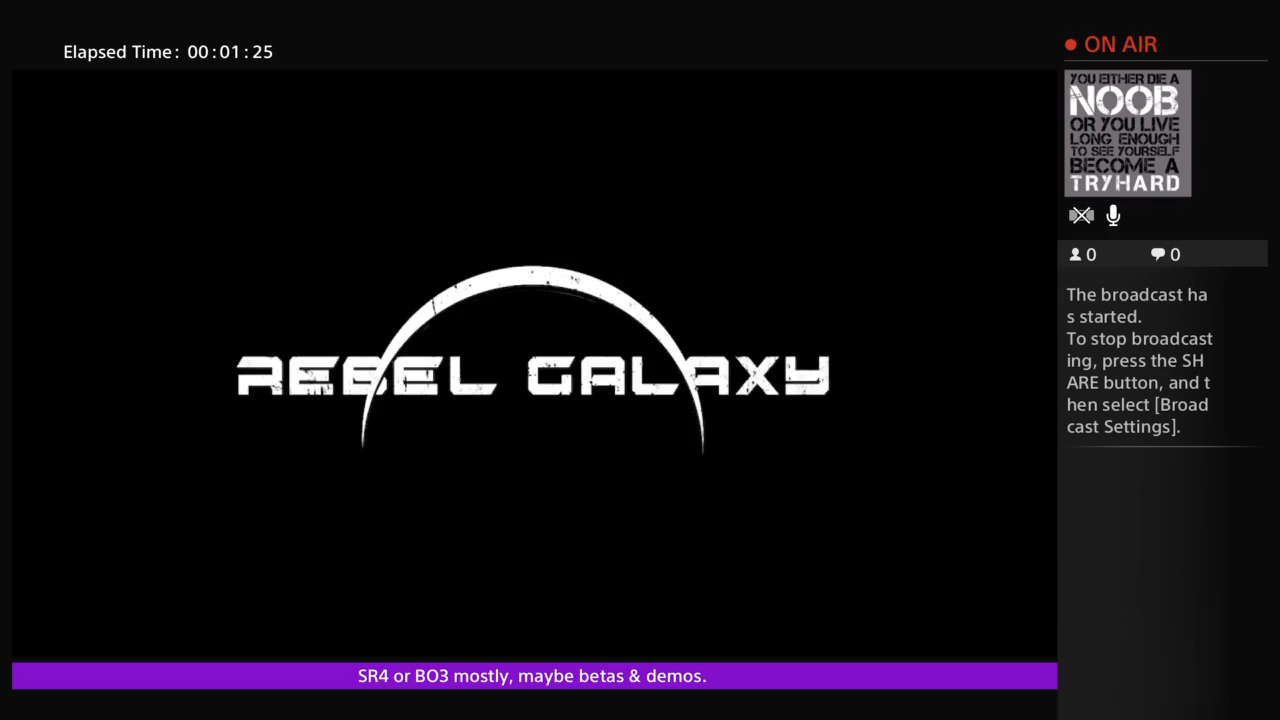 Elapsed Time: 00:01:25
ON AIR
YOU EITHER DIE A
NOOB
OR YOU LIVE
LONG ENOUGH
TO SEE YOURSELF
BECOME A
TRYHARD
0 0
The broadcast ha
s started.
To stop broadcast
ing, press the SH
ARE button, and t
hen select [Broad
cast Settings].
REBEL GALAXY
SR4 or BO3 mostly, maybe betas & demos.